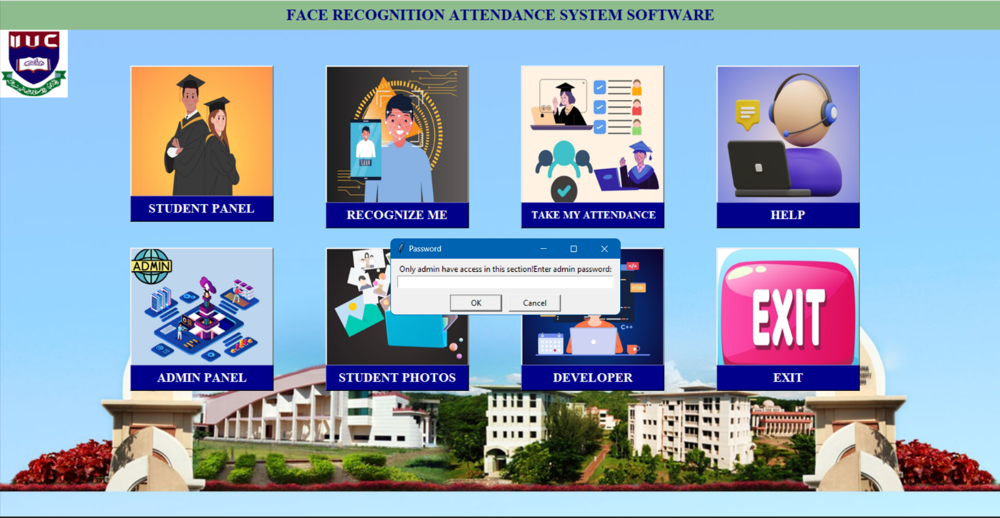 FACE RECOGNITION ATTENDANCE SYSTEM SOFTWARE
IIUC
SCAN
STUDENT PANEL
RECOGNIZE ME
TAKE MY ATTENDANCE
HELP
Password
Only admin have access in this section!Enter admin password:
OK
Cancel
ADMIN
</>
HTML
C++
EXIT
ADMIN PANEL
STUDENT PHOTOS
DEVELOPER
EXIT